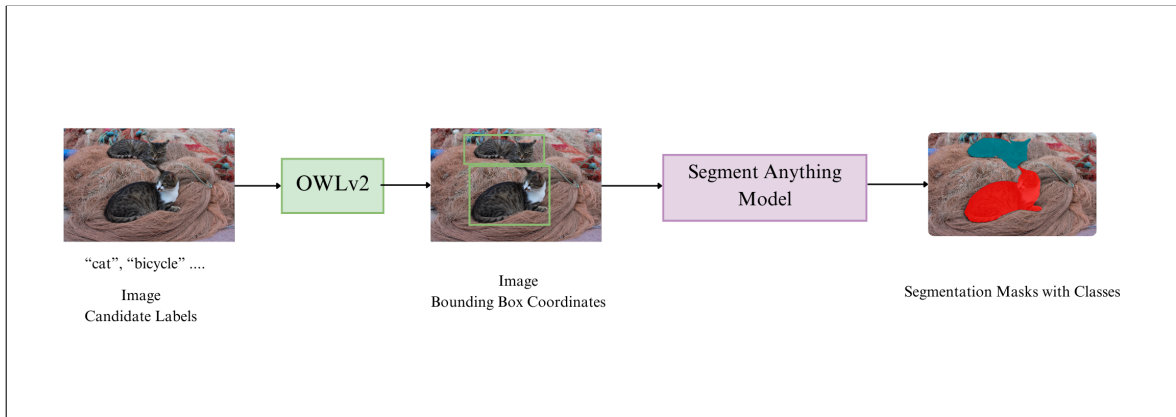 OWLv2
Segment Anything
Model
“cat”, “bicycle” ....
Image
Candidate Labels
Image
Bounding Box Coordinates
Segmentation Masks with Classes